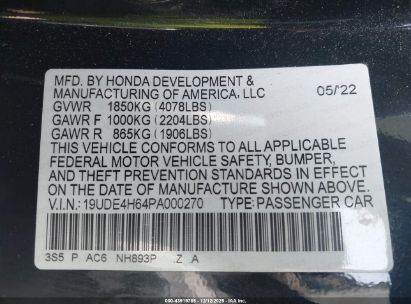 MFD. BY HONDA DEVELOPMENT &
MANUFACTURING OF AMERICA, LLC 05/22
GVWR 1850KG (4078LBS)
GAWR F 1000KG (2204LBS)
GAWR R 865KG (1906LBS)
THIS VEHICLE CONFORMS TO ALL APPLICABLE
FEDERAL MOTOR VEHICLE SAFETY, BUMPER,
AND THEFT PREVENTION STANDARDS IN EFFECT
ON THE DATE OF MANUFACTURE SHOWN ABOVE.
V.I.N.: 19UDE4H64PA000270 TYPE: PASSENGER CAR
3S5 P AC6 NH893P .Z .A